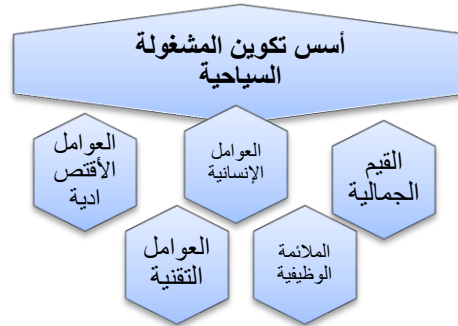 أسس تكوين المشغولة
السياحية
القيم
الجمالية
العوامل
الإنسانية
العوامل
الأقتص
ادية
الملائمة
الوظيفية
العوامل
التقنية